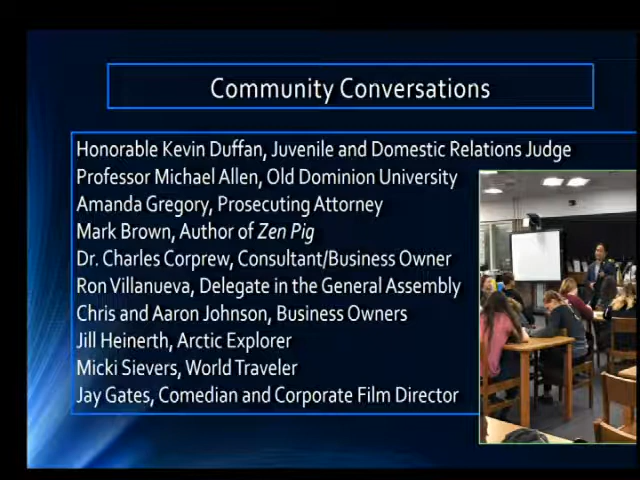 Community Conversations
Honorable Kevin Duffan, Juvenile and Domestic Relations Judge
Professor Michael Allen, Old Dominion University
Amanda Gregory, Prosecuting Attorney
Mark Brown, Author of Zen Pig
Dr. Charles Corprew, Consultant/Business Owner
Ron Villanueva, Delegate in the General Assembly
Chris and Aaron Johnson, Business Owners
Jill Heinerth, Arctic Explorer
Micki Sievers, World Traveler
Jay Gates, Comedian and Corporate Film Director